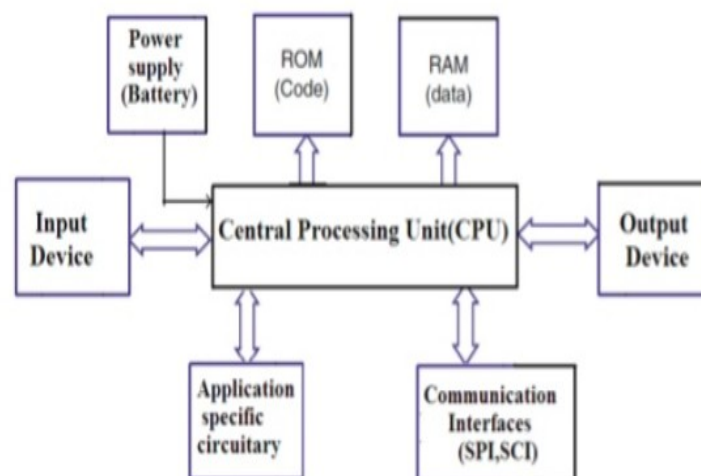 Power
supply
(Battery)
ROM
(Code)
RAM
(data)
Input
Device
Central Processing Unit(CPU)
Output
Device
Application
specific
circuitary
Communication
Interfaces
(SPI,SCI)